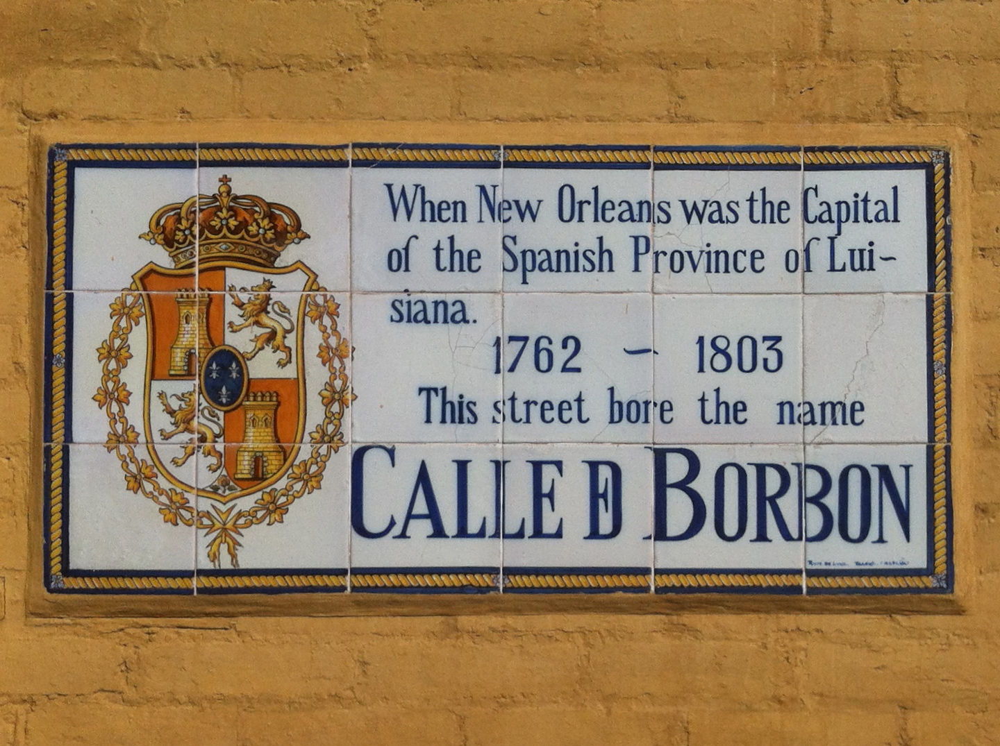 When New Orleans was the Capital
of the Spanish Province of Lui-
siana.
1762 - 1803
This street bore the name
CALLE DE BORBON